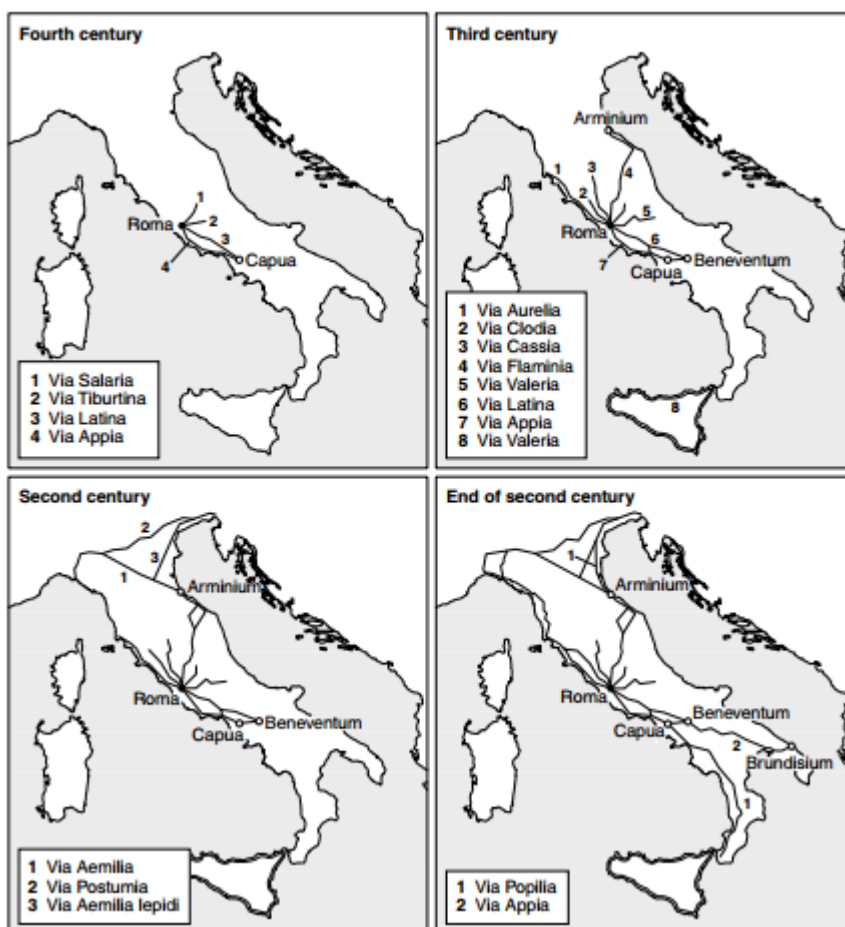 Fourth century
1
Roma
2
3
4
Capua
1 Via Salaria
2 Via Tiburtina
3 Via Latina
4 Via Appia
Third century
Arminium
1
3
2
4
5
Roma
6
7
Capua
Beneventum
8
1 Via Aurelia
2 Via Clodia
3 Via Cassia
4 Via Flaminia
5 Via Valeria
6 Via Latina
7 Via Appia
8 Via Valeria
Second century
2
3
1
Arminium
Roma
Beneventum
Capua
1 Via Aemilia
2 Via Postumia
3 Via Aemilia lepidi
End of second century
1
Arminium
Roma
Beneventum
Capua
2
Brundisium
1
1 Via Popilia
2 Via Appia